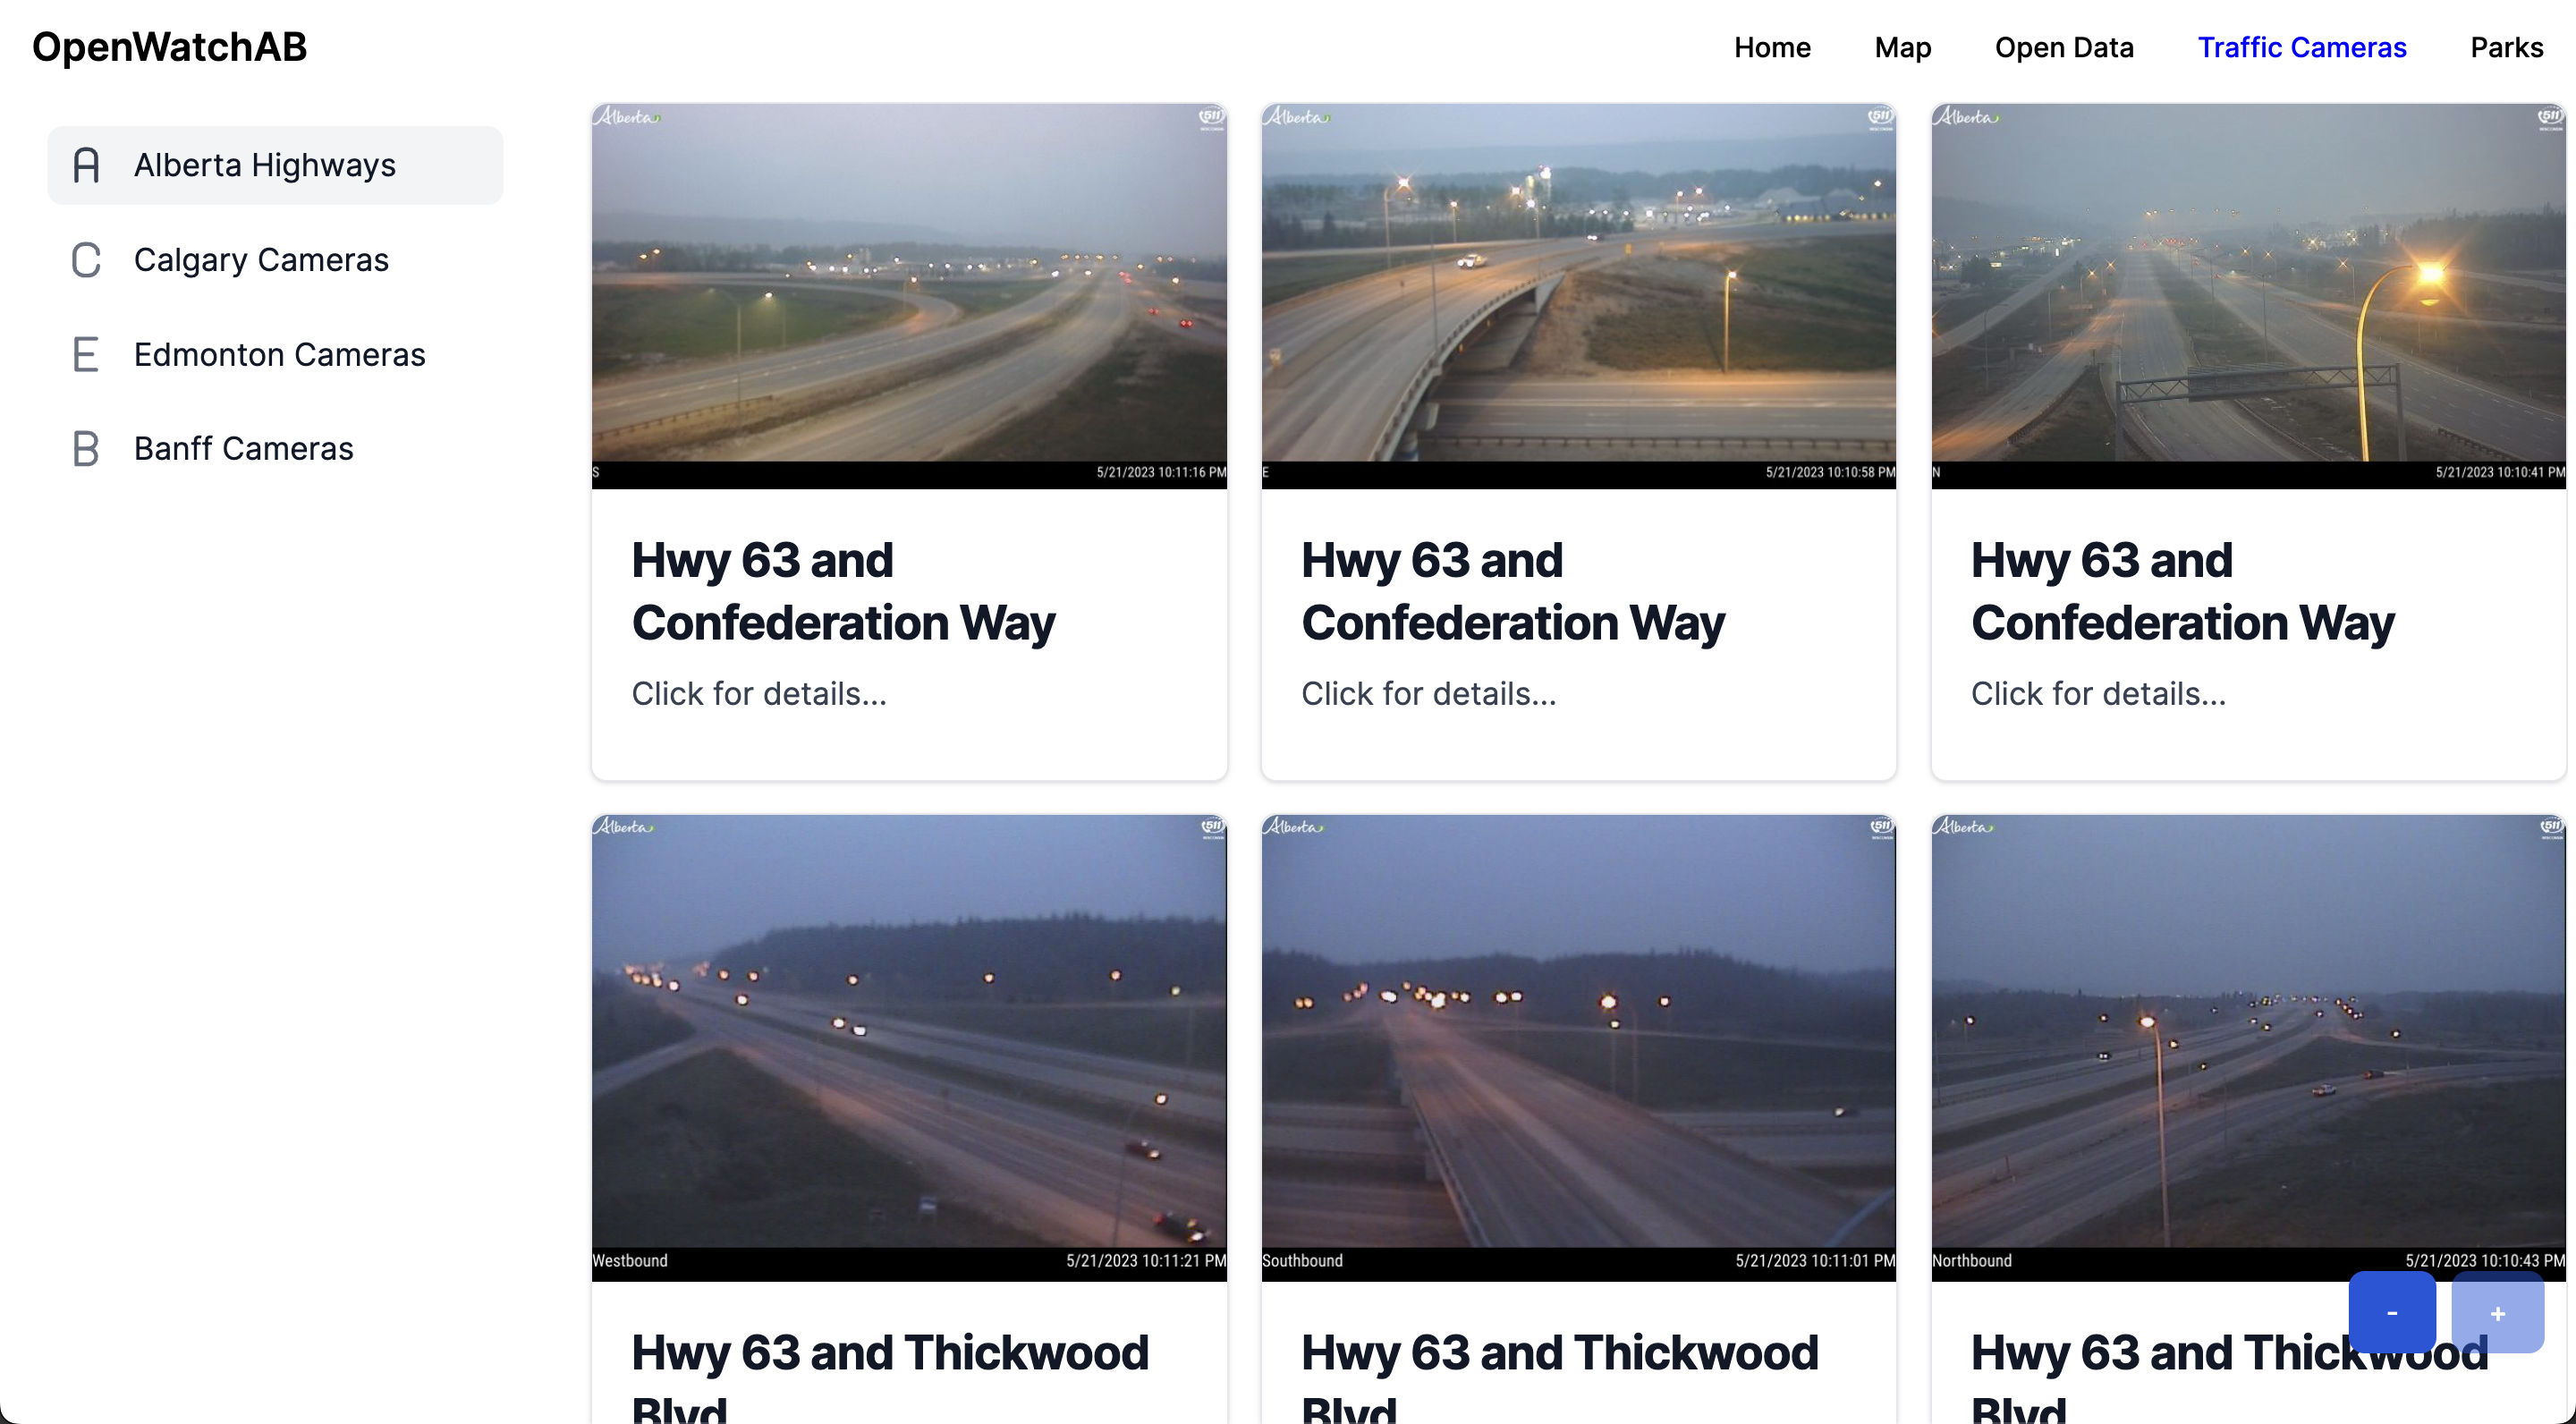 OpenWatchAB
Home Map Open Data Traffic Cameras Parks
A Alberta Highways
C Calgary Cameras
E Edmonton Cameras
B Banff Cameras
Alberta 511
S 5/21/2023 10:11:16 PM
Hwy 63 and
Confederation Way
Click for details...
Alberta 511
E 5/21/2023 10:10:58 PM
Hwy 63 and
Confederation Way
Click for details...
Alberta 511
N 5/21/2023 10:10:41 PM
Hwy 63 and
Confederation Way
Click for details...
Alberta 511
Westbound 5/21/2023 10:11:21 PM
Hwy 63 and Thickwood
Blvd
Alberta 511
Southbound 5/21/2023 10:11:01 PM
Hwy 63 and Thickwood
Blvd
Alberta 511
Northbound 5/21/2023 10:10:43 PM
Hwy 63 and Thickwood
Blvd
- +